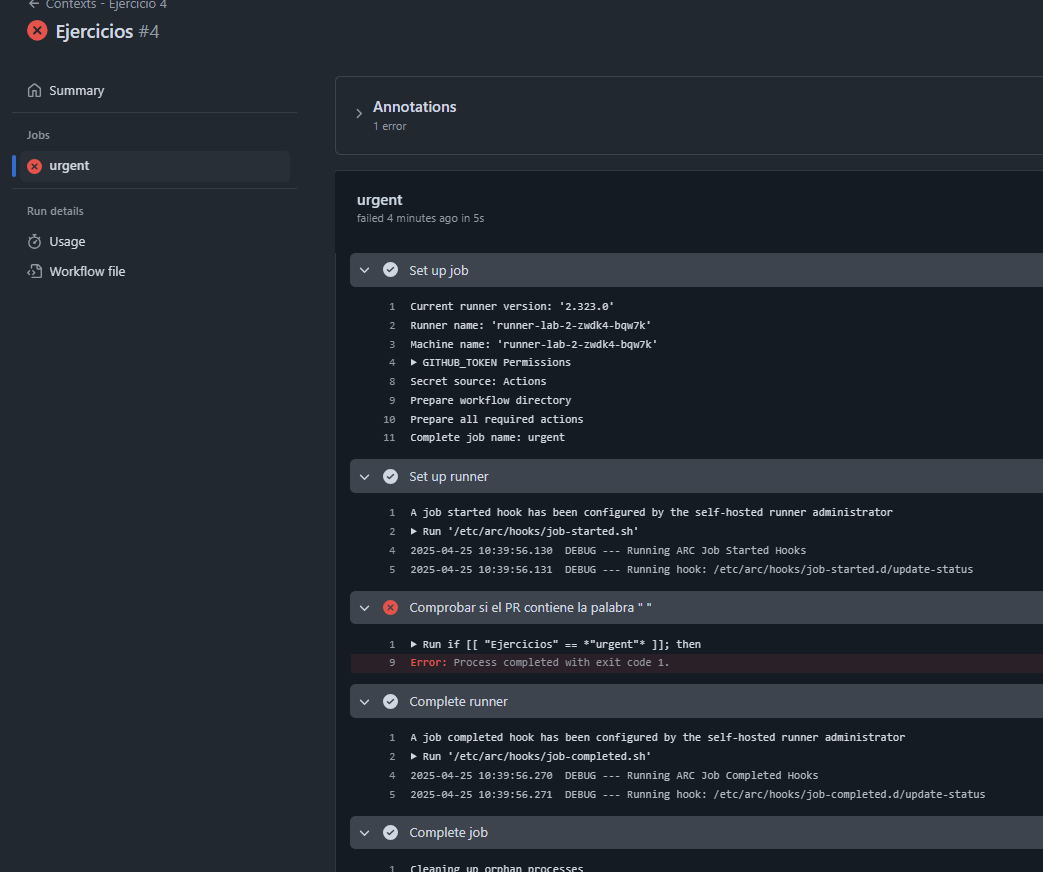 ← Contexts - Ejercicio 4
Ejercicios #4
Summary
Jobs
urgent
Run details
Usage
Workflow file
Annotations
1 error
urgent
failed 4 minutes ago in 5s
Set up job
1 Current runner version: '2.323.0'
2 Runner name: 'runner-lab-2-zwdk4-bqw7k'
3 Machine name: 'runner-lab-2-zwdk4-bqw7k'
4 ▶ GITHUB_TOKEN Permissions
8 Secret source: Actions
9 Prepare workflow directory
10 Prepare all required actions
11 Complete job name: urgent
Set up runner
1 A job started hook has been configured by the self-hosted runner administrator
2 ▶ Run '/etc/arc/hooks/job-started.sh'
4 2025-04-25 10:39:56.130 DEBUG --- Running ARC Job Started Hooks
5 2025-04-25 10:39:56.131 DEBUG --- Running hook: /etc/arc/hooks/job-started.d/update-status
Comprobar si el PR contiene la palabra " "
1 ▶ Run if [[ "Ejercicios" == *"urgent"* ]]; then
9 Error: Process completed with exit code 1.
Complete runner
1 A job completed hook has been configured by the self-hosted runner administrator
2 ▶ Run '/etc/arc/hooks/job-completed.sh'
4 2025-04-25 10:39:56.270 DEBUG --- Running ARC Job Completed Hooks
5 2025-04-25 10:39:56.271 DEBUG --- Running hook: /etc/arc/hooks/job-completed.d/update-status
Complete job
1 Cleaning up orphan processes